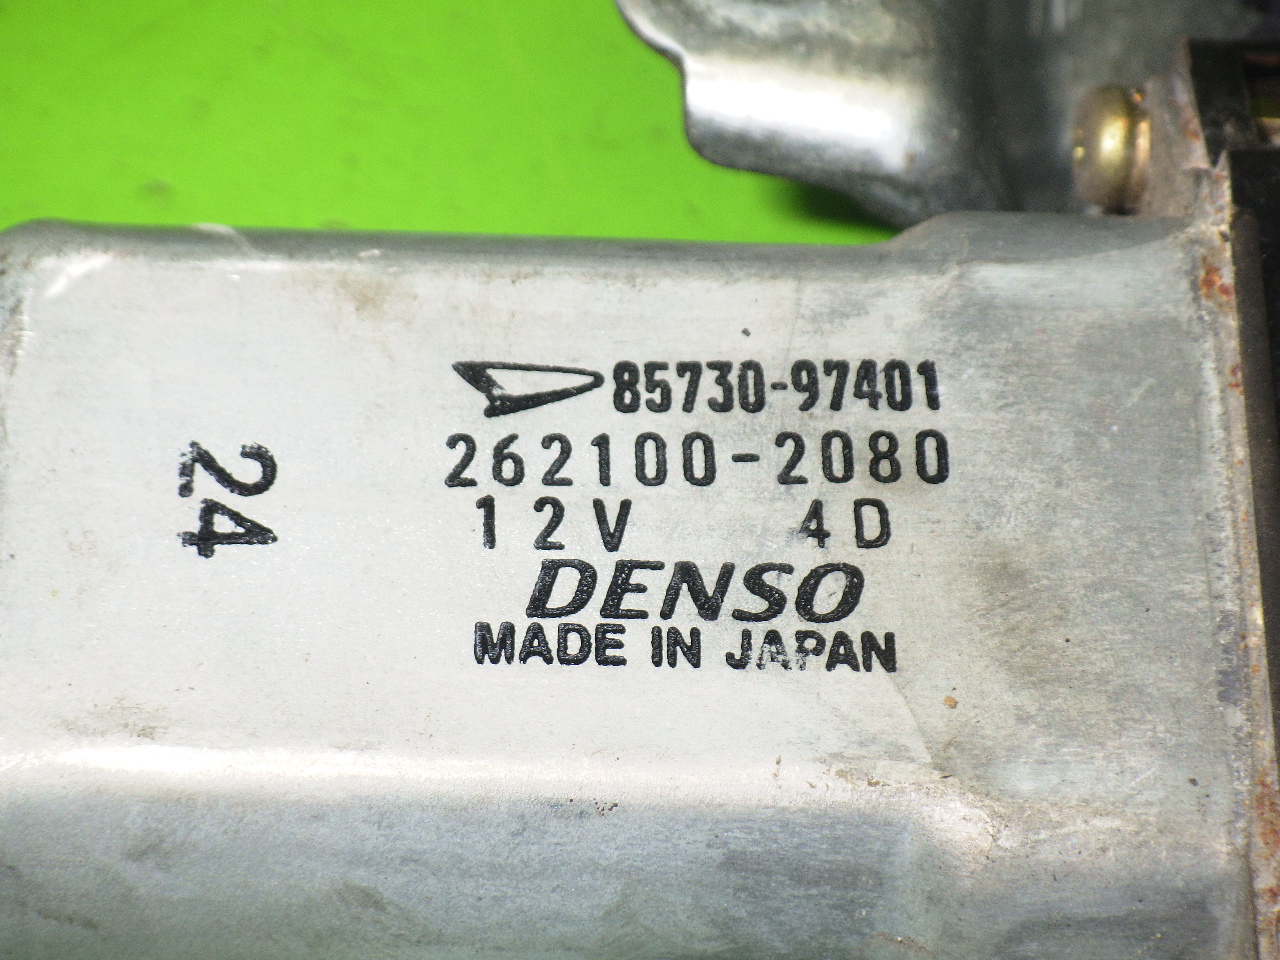 85730-97401
262100-2080
12V 4D
DENSO
MADE IN JAPAN
24